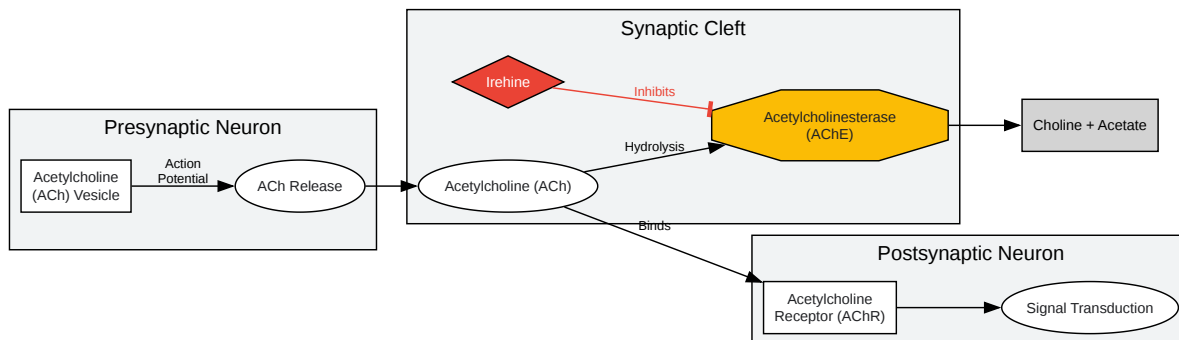 Synaptic Cleft
Irehine
Inhibits
Acetylcholinesterase
(AChE)
Choline + Acetate
Presynaptic Neuron
Hydrolysis
Action
Potential
Acetylcholine
(ACh) Vesicle
ACh Release
Acetylcholine (ACh)
Binds
Postsynaptic Neuron
Acetylcholine
Receptor (AChR)
Signal Transduction